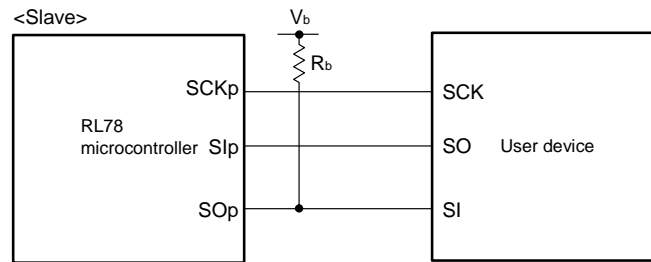 <Slave>
Vb
Rb
SCKp
SCK
RL78
microcontroller
SIp
SO
User device
SOp
SI